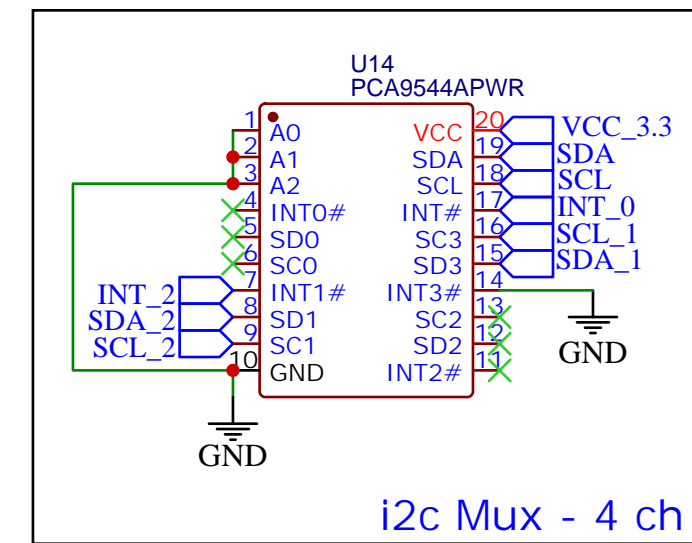 U14
PCA9544APWR
1 A0 VCC 20 VCC_3.3
2 A1 SDA 19 SDA
3 A2 SCL 18 SCL
4 INT0# INT# 17 INT_0
5 SD0 SC3 16 SCL_1
6 SC0 SD3 15 SDA_1
INT_2 7 INT1# INT3# 14
SDA_2 8 SD1 SC2 13
SCL_2 9 SC1 SD2 12
10 GND INT2# 11
GND
GND
i2c Mux - 4 ch